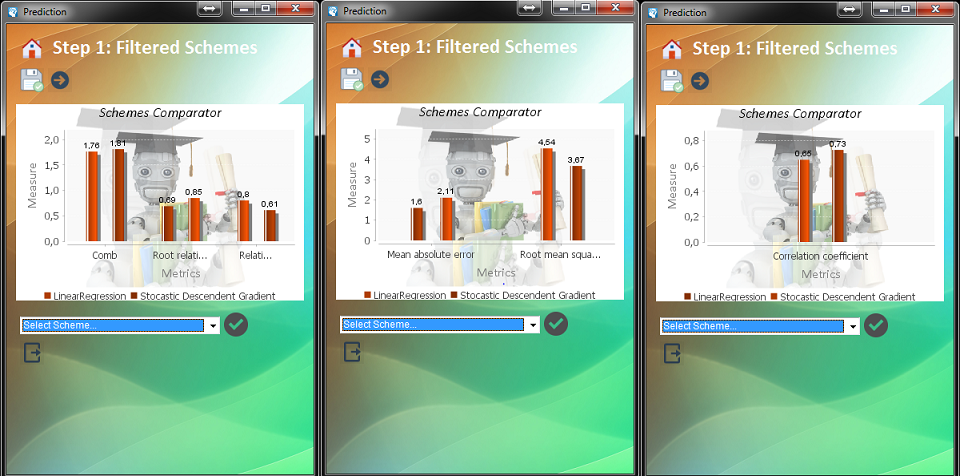 Prediction
Step 1: Filtered Schemes
Schemes Comparator
Measure
2,0
1,5
1,0
0,5
0,0
1,76
1,81
0,69
0,85
0,8
0,61
Comb
Root relati...
Relati...
Metrics
LinearRegression
Stocastic Descendent Gradient
Select Scheme...
Prediction
Step 1: Filtered Schemes
Schemes Comparator
Measure
5
4
3
2
1
0
1,6
2,11
4,54
3,67
Mean absolute error
Root mean squa...
Metrics
LinearRegression
Stocastic Descendent Gradient
Select Scheme...
Prediction
Step 1: Filtered Schemes
Schemes Comparator
Measure
0,8
0,6
0,4
0,2
0,0
0,65
0,73
Correlation coefficient
Metrics
LinearRegression
Stocastic Descendent Gradient
Select Scheme...